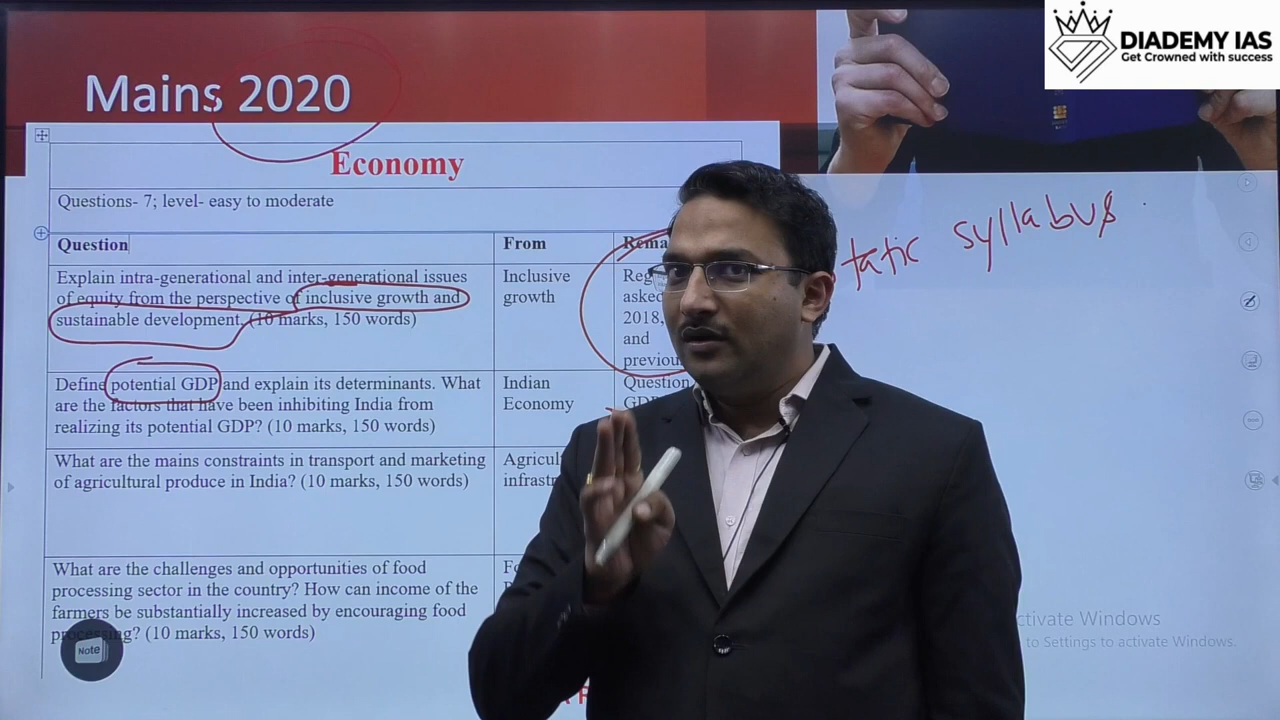 DIADEMY IAS
Get Crowned with success
Mains 2020
Economy
Questions- 7; level- easy to moderate
Question From
Explain intra-generational and inter-generational issues
of equity from the perspective of inclusive growth and
sustainable development. (10 marks, 150 words)
Inclusive
growth
asked
2018,
and
Define potential GDP and explain its determinants. What
are the factors that have been inhibiting India from
realizing its potential GDP? (10 marks, 150 words)
Indian
Economy
Question
What are the mains constraints in transport and marketing
of agricultural produce in India? (10 marks, 150 words)
What are the challenges and opportunities of food
processing sector in the country? How can income of the
farmers be substantially increased by encouraging food
processing? (10 marks, 150 words)
Note
tatic syllabus
ctivate Windows
to Settings to activate Windows.